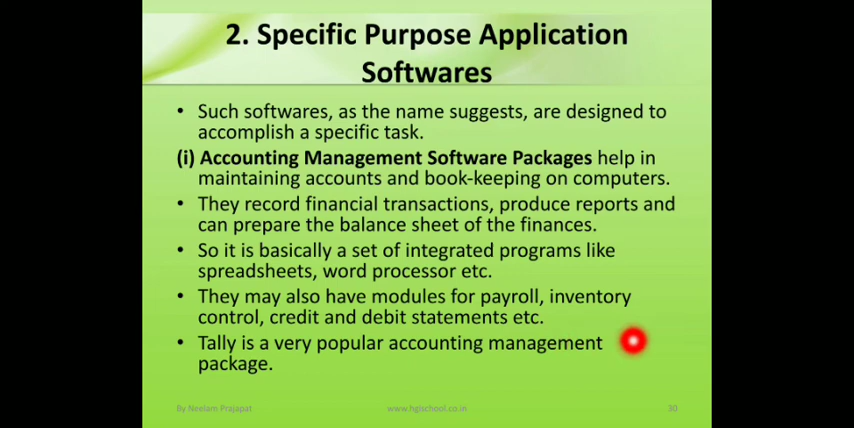 2. Specific Purpose Application
Softwares
• Such softwares, as the name suggests, are designed to
accomplish a specific task.
(i) Accounting Management Software Packages help in
maintaining accounts and book-keeping on computers.
• They record financial transactions, produce reports and
can prepare the balance sheet of the finances.
• So it is basically a set of integrated programs like
spreadsheets, word processor etc.
• They may also have modules for payroll, inventory
control, credit and debit statements etc.
• Tally is a very popular accounting management
package.
By Neelam Prajapat
www.hglschool.co.in
30